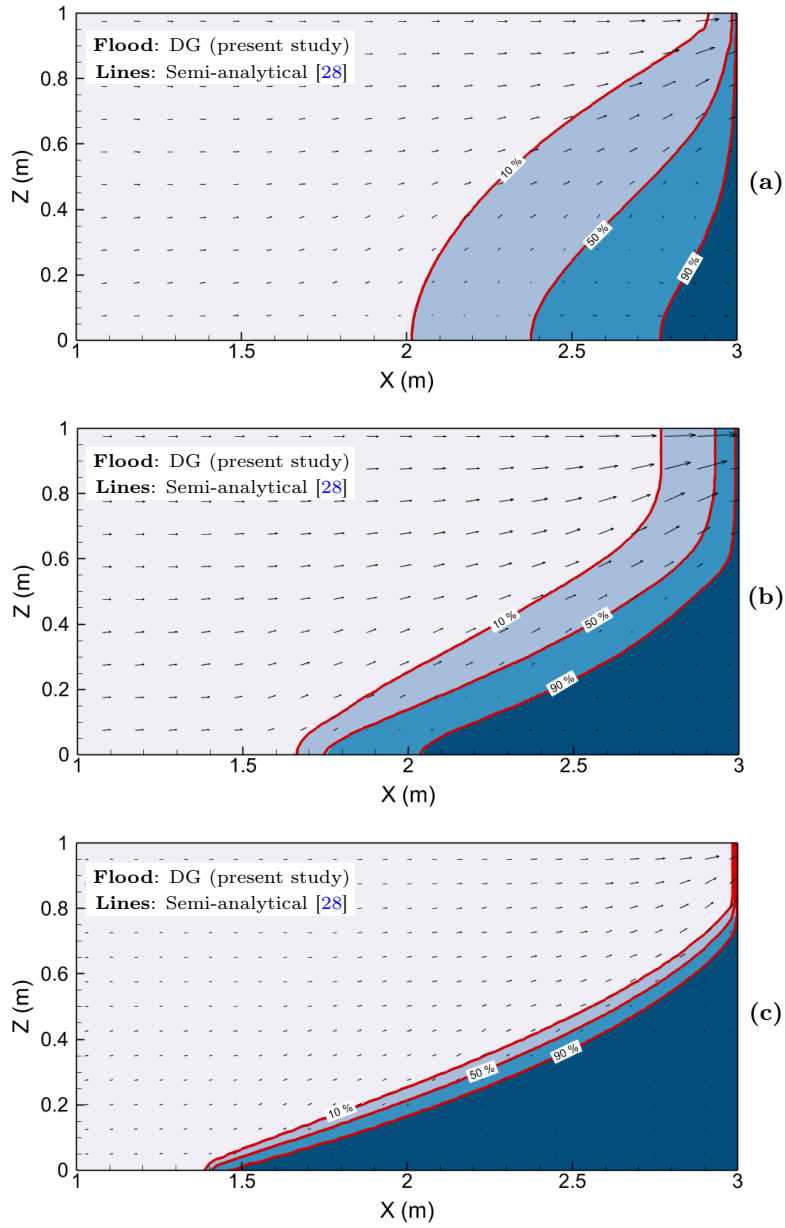 1
0.8
0.6
0.4
0.2
0
Z (m)
Flood: DG (present study)
Lines: Semi-analytical [28]
10 %
50 %
90 %
(a)
1
1.5
2
2.5
3
X (m)
1
0.8
0.6
0.4
0.2
0
Z (m)
Flood: DG (present study)
Lines: Semi-analytical [28]
10 %
50 %
90 %
(b)
1
1.5
2
2.5
3
X (m)
1
0.8
0.6
0.4
0.2
0
Z (m)
Flood: DG (present study)
Lines: Semi-analytical [28]
10 %
50 %
90 %
(c)
1
1.5
2
2.5
3
X (m)